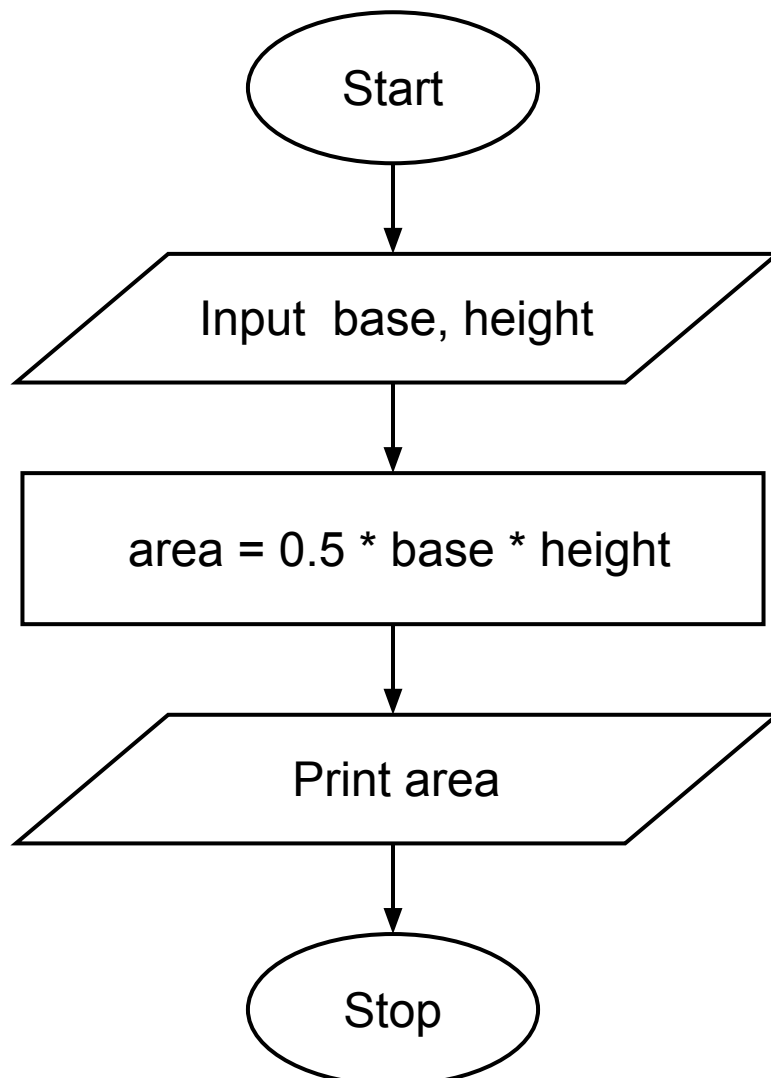 Start
Input  base, height
area = 0.5 * base * height
Print area
Stop